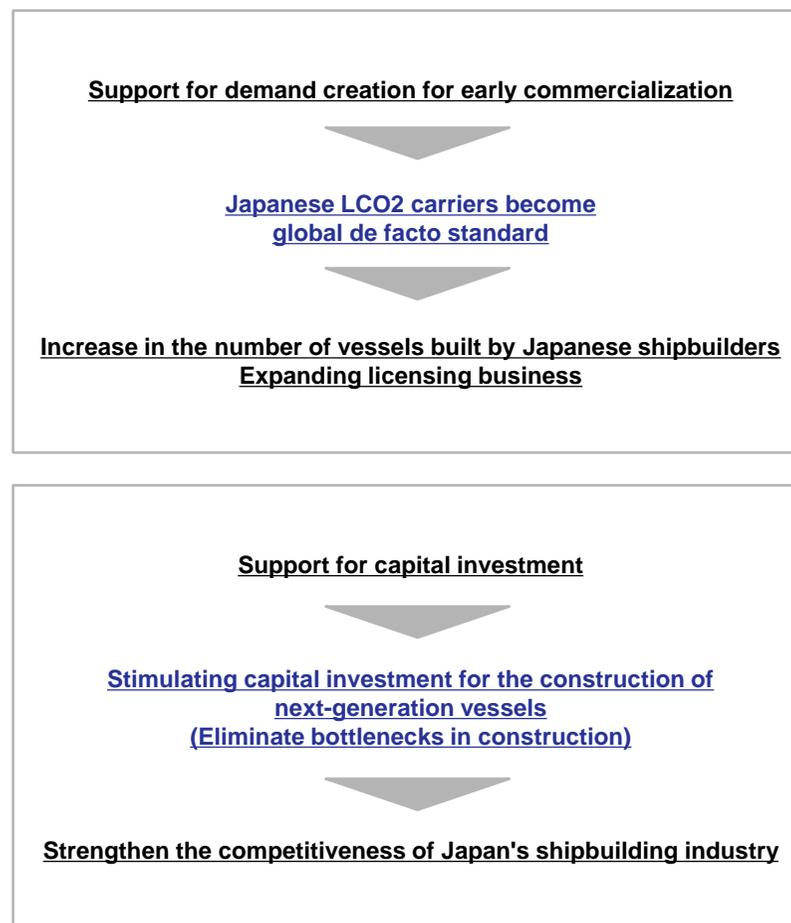 Support for demand creation for early commercialization
Japanese LCO2 carriers become
global de facto standard
Increase in the number of vessels built by Japanese shipbuilders
Expanding licensing business
Support for capital investment
Stimulating capital investment for the construction of
next-generation vessels
(Eliminate bottlenecks in construction)
Strengthen the competitiveness of Japan's shipbuilding industry